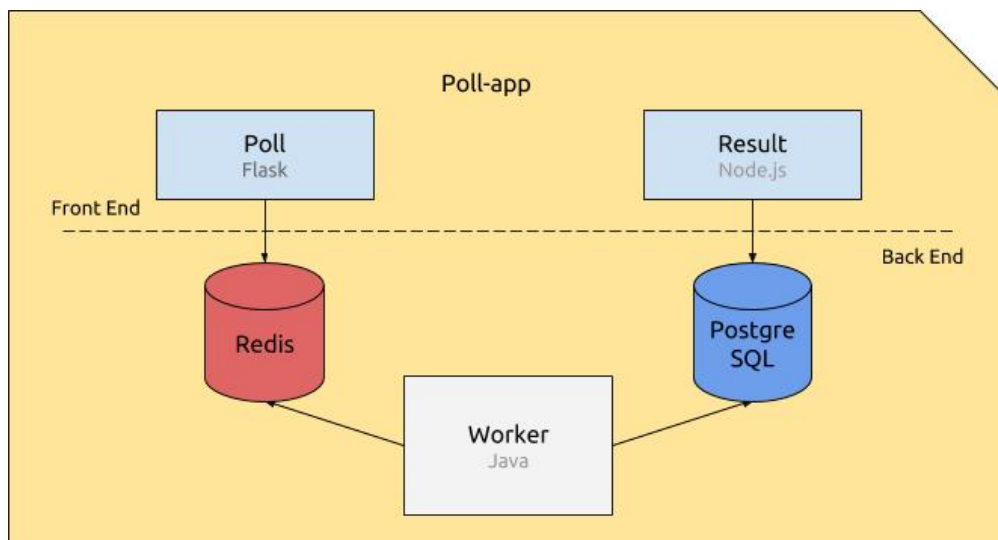 Poll-app
Poll
Flask
Result
Node.js
Front End
Back End
Redis
Postgre
SQL
Worker
Java